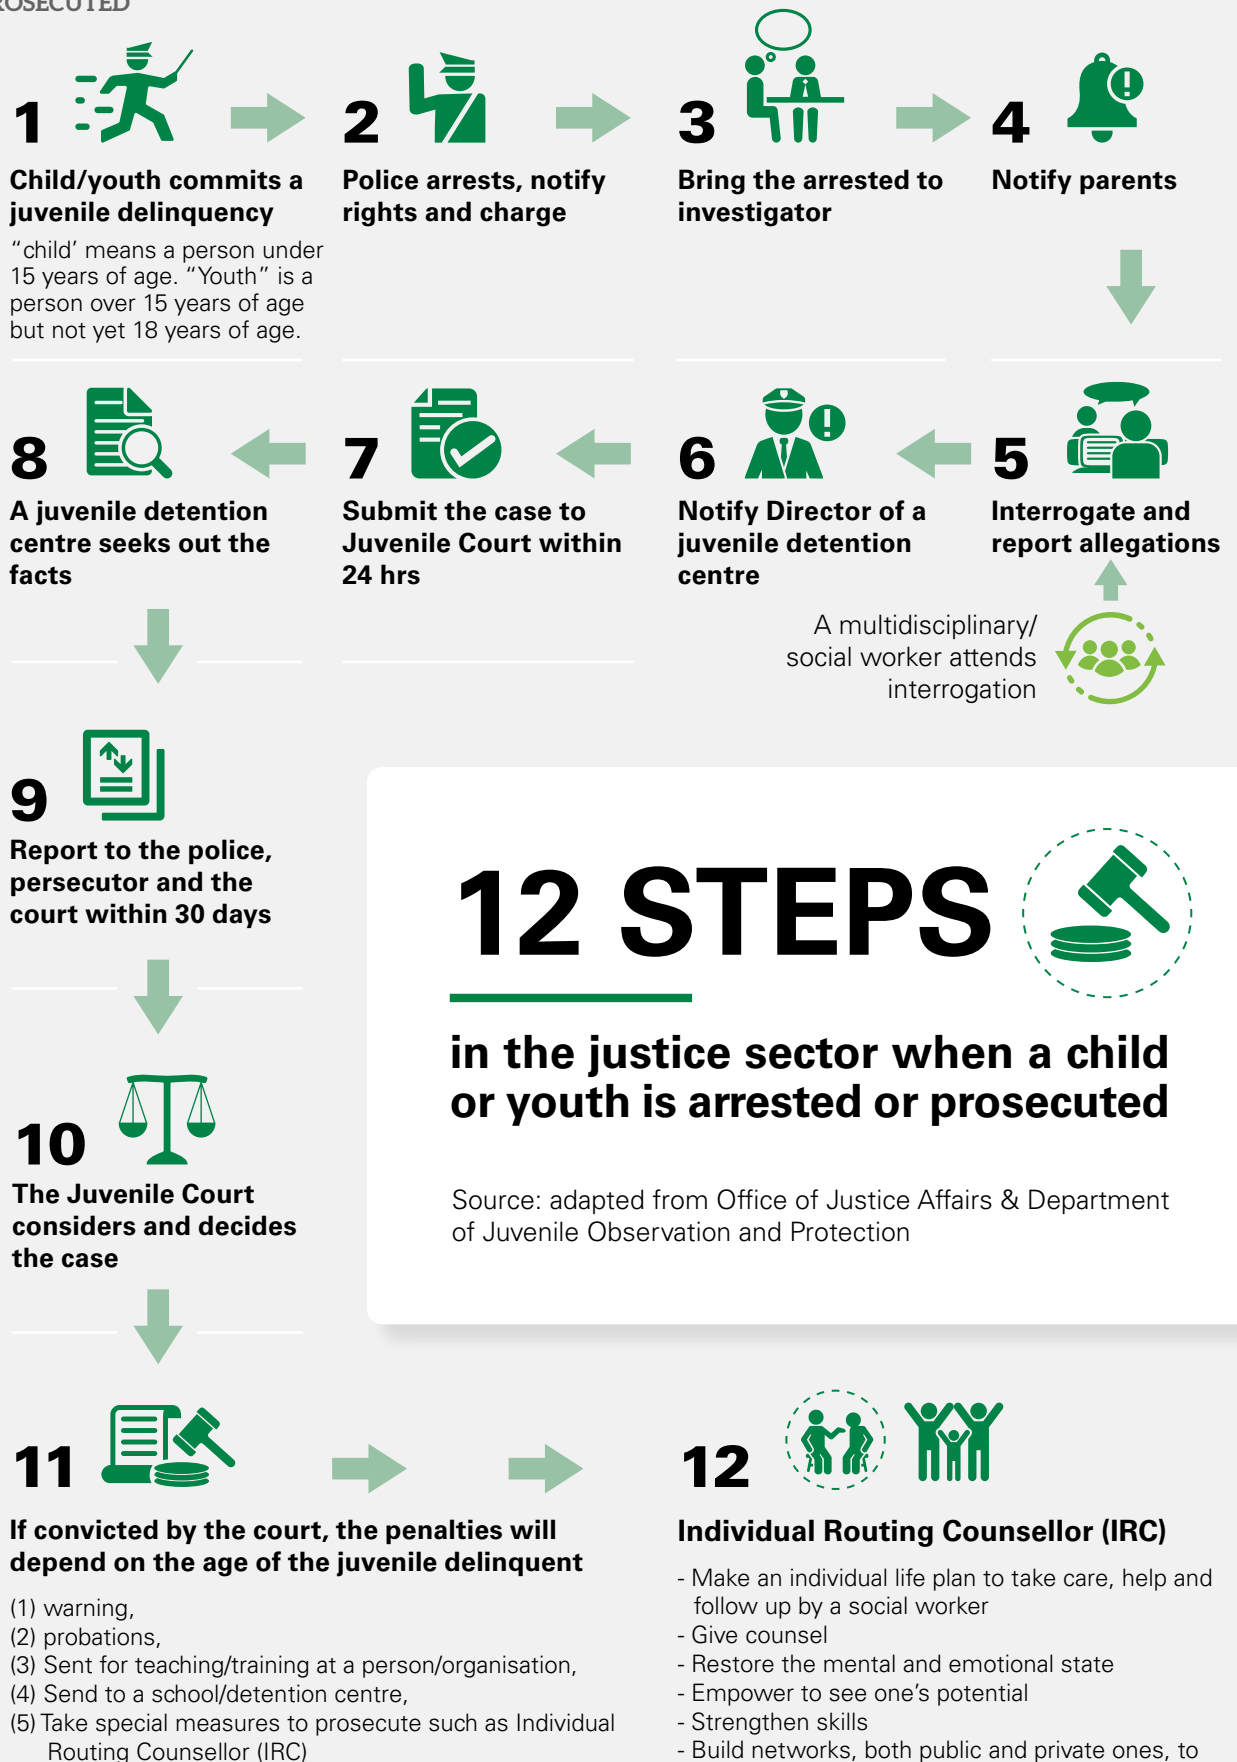 ROSECUTED
1
Child/youth commits a
juvenile delinquency
“child’ means a person under
15 years of age. “Youth” is a
person over 15 years of age
but not yet 18 years of age.
2
Police arrests, notify
rights and charge
3
Bring the arrested to
investigator
4
Notify parents
5
Interrogate and
report allegations
A multidisciplinary/
social worker attends
interrogation
6
Notify Director of a
juvenile detention
centre
7
Submit the case to
Juvenile Court within
24 hrs
8
A juvenile detention
centre seeks out the
facts
9
Report to the police,
persecutor and the
court within 30 days
12 STEPS
in the justice sector when a child
or youth is arrested or prosecuted
Source: adapted from Office of Justice Affairs & Department
of Juvenile Observation and Protection
10
The Juvenile Court
considers and decides
the case
11
If convicted by the court, the penalties will
depend on the age of the juvenile delinquent
(1) warning,
(2) probations,
(3) Sent for teaching/training at a person/organisation,
(4) Send to a school/detention centre,
(5) Take special measures to prosecute such as Individual
Routing Counsellor (IRC)
12
Individual Routing Counsellor (IRC)
- Make an individual life plan to take care, help and
follow up by a social worker
- Give counsel
- Restore the mental and emotional state
- Empower to see one’s potential
- Strengthen skills
- Build networks, both public and private ones, to